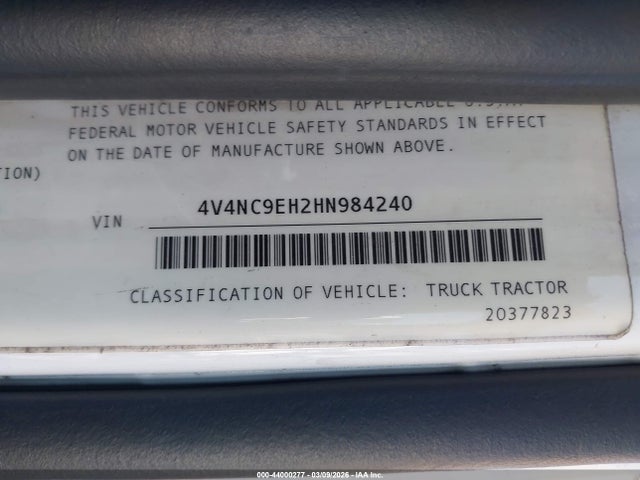 THIS VEHICLE CONFORMS TO ALL APPLICABLE U.S.A.
FEDERAL MOTOR VEHICLE SAFETY STANDARDS IN EFFECT
ON THE DATE OF MANUFACTURE SHOWN ABOVE.
TION)
VIN 4V4NC9EH2HN984240
CLASSIFICATION OF VEHICLE: TRUCK TRACTOR
20377823
000-44000277 - 03/09/2026 - IAA Inc.